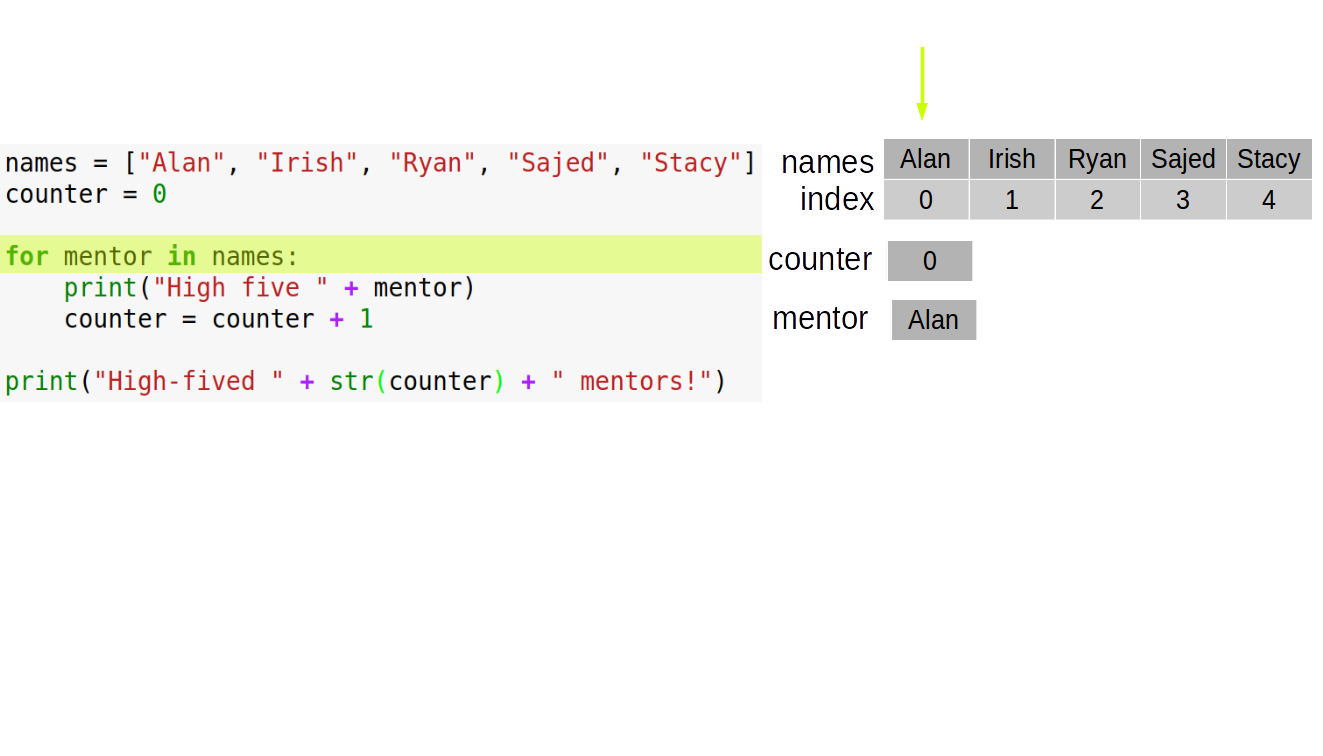 names = ["Alan", "Irish", "Ryan", "Sajed", "Stacy"]
counter = 0
for mentor in names:
    print("High five " + mentor)
    counter = counter + 1
print("High-fived " + str(counter) + " mentors!")
names Alan Irish Ryan Sajed Stacy
index 0 1 2 3 4
counter 0
mentor Alan